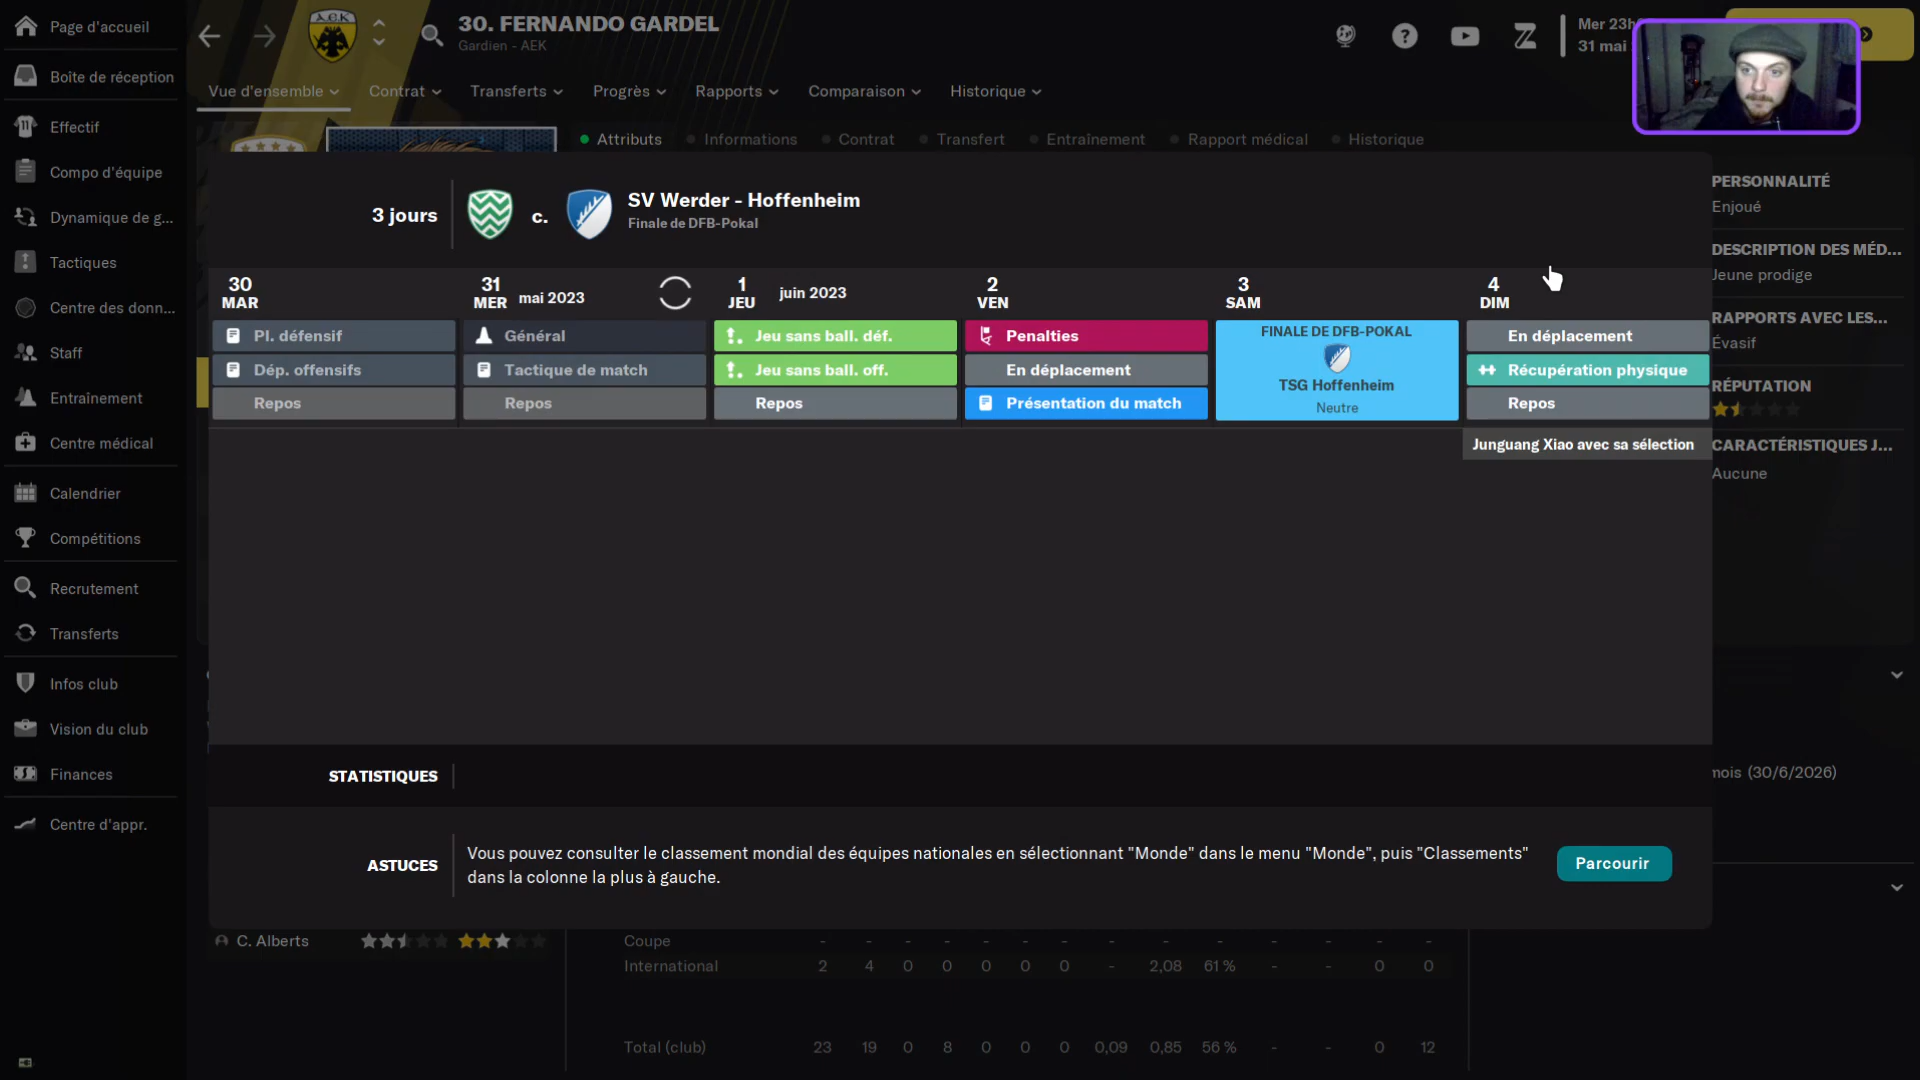 Page d'accueil
Boîte de réception
Effectif
Compo d'équipe
Dynamique de g...
Tactiques
Centre des donn...
Staff
Entraînement
Centre médical
Calendrier
Compétitions
Recrutement
Transferts
Infos club
Vision du club
Finances
Centre d'appr.
30. FERNANDO GARDEL
Gardien - AEK
Mer 23h
31 mai
Vue d'ensemble
Contrat
Transferts
Progrès
Rapports
Comparaison
Historique
Attributs
Informations
Contrat
Transfert
Entraînement
Rapport médical
Historique
3 jours
c.
SV Werder - Hoffenheim
Finale de DFB-Pokal
30
MAR
31
MER
mai 2023
1
JEU
juin 2023
2
VEN
3
SAM
4
DIM
Pl. défensif
Dép. offensifs
Repos
Général
Tactique de match
Repos
Jeu sans ball. déf.
Jeu sans ball. off.
Repos
Penalties
En déplacement
Présentation du match
FINALE DE DFB-POKAL
TSG Hoffenheim
Neutre
En déplacement
Récupération physique
Repos
Junguang Xiao avec sa sélection
PERSONNALITÉ
Enjoué
DESCRIPTION DES MÉD...
Jeune prodige
RAPPORTS AVEC LES...
Évasif
RÉPUTATION
CARACTÉRISTIQUES J...
Aucune
mois (30/6/2026)
STATISTIQUES
ASTUCES
Vous pouvez consulter le classement mondial des équipes nationales en sélectionnant "Monde" dans le menu "Monde", puis "Classements"
dans la colonne la plus à gauche.
Parcourir
C. Alberts
Coupe - - - - - - - - - - - - - -
International 2 4 0 0 0 0 0 - 2,08 61 % - - 0 0
Total (club) 23 19 0 8 0 0 0 0,09 0,85 56 % - - 0 12